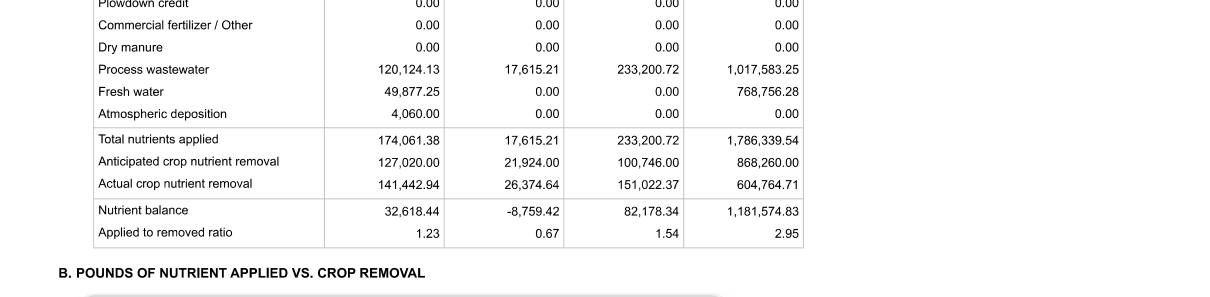 Plowdown credit 0.00 0.00 0.00 0.00
Commercial fertilizer / Other 0.00 0.00 0.00 0.00
Dry manure 0.00 0.00 0.00 0.00
Process wastewater 120,124.13 17,615.21 233,200.72 1,017,583.25
Fresh water 49,877.25 0.00 0.00 768,756.28
Atmospheric deposition 4,060.00 0.00 0.00 0.00
Total nutrients applied 174,061.38 17,615.21 233,200.72 1,786,339.54
Anticipated crop nutrient removal 127,020.00 21,924.00 100,746.00 868,260.00
Actual crop nutrient removal 141,442.94 26,374.64 151,022.37 604,764.71
Nutrient balance 32,618.44 -8,759.42 82,178.34 1,181,574.83
Applied to removed ratio 1.23 0.67 1.54 2.95
B. POUNDS OF NUTRIENT APPLIED VS. CROP REMOVAL